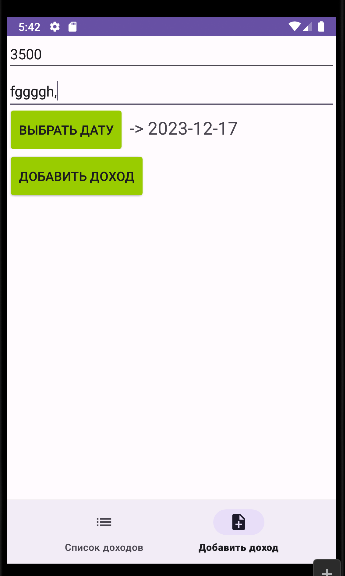 5:42
3500
fggggh,
ВЫБРАТЬ ДАТУ -> 2023-12-17
ДОБАВИТЬ ДОХОД
Список доходов Добавить доход